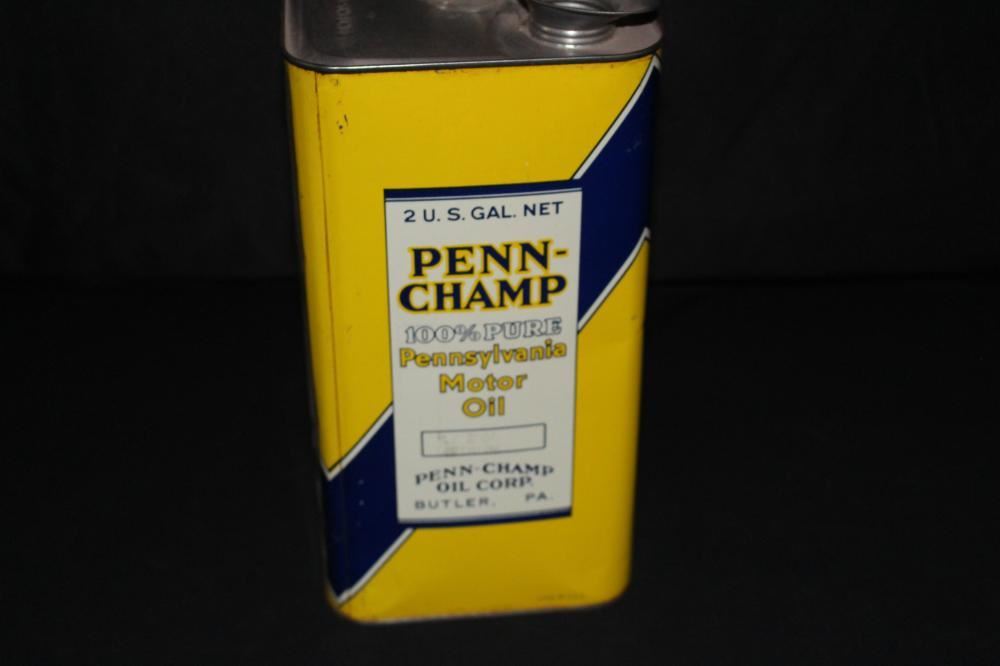 2 U. S. GAL. NET
PENN-
CHAMP
100% PURE
Pennsylvania
Motor
Oil
PENN-CHAMP
OIL CORP.
BUTLER, PA.